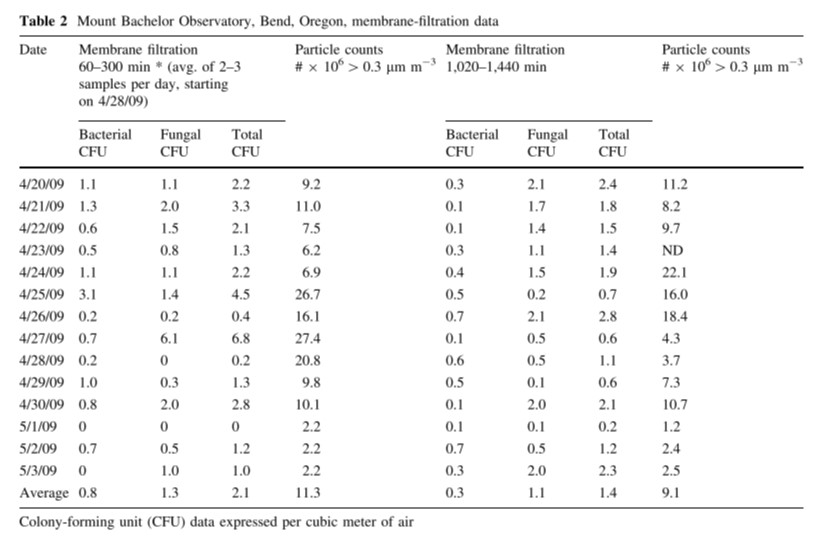 Table 2 Mount Bachelor Observatory, Bend, Oregon, membrane-filtration data
Date Membrane filtration 60–300 min * (avg. of 2–3 samples per day, starting on 4/28/09) Particle counts # × 10⁶ > 0.3 μm m⁻³ Membrane filtration 1,020–1,440 min Particle counts # × 10⁶ > 0.3 μm m⁻³
Bacterial CFU Fungal CFU Total CFU Bacterial CFU Fungal CFU Total CFU
4/20/09 1.1 1.1 2.2 9.2 0.3 2.1 2.4 11.2
4/21/09 1.3 2.0 3.3 11.0 0.1 1.7 1.8 8.2
4/22/09 0.6 1.5 2.1 7.5 0.1 1.4 1.5 9.7
4/23/09 0.5 0.8 1.3 6.2 0.3 1.1 1.4 ND
4/24/09 1.1 1.1 2.2 6.9 0.4 1.5 1.9 22.1
4/25/09 3.1 1.4 4.5 26.7 0.5 0.2 0.7 16.0
4/26/09 0.2 0.2 0.4 16.1 0.7 2.1 2.8 18.4
4/27/09 0.7 6.1 6.8 27.4 0.1 0.5 0.6 4.3
4/28/09 0.2 0 0.2 20.8 0.6 0.5 1.1 3.7
4/29/09 1.0 0.3 1.3 9.8 0.5 0.1 0.6 7.3
4/30/09 0.8 2.0 2.8 10.1 0.1 2.0 2.1 10.7
5/1/09 0 0 0 2.2 0.1 0.1 0.2 1.2
5/2/09 0.7 0.5 1.2 2.2 0.7 0.5 1.2 2.4
5/3/09 0 1.0 1.0 2.2 0.3 2.0 2.3 2.5
Average 0.8 1.3 2.1 11.3 0.3 1.1 1.4 9.1
Colony-forming unit (CFU) data expressed per cubic meter of air